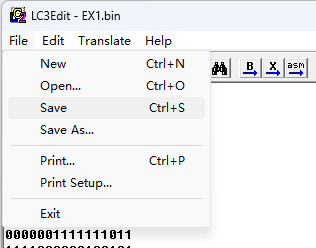 LC3Edit - EX1.bin
File Edit Translate Help
New Ctrl+N
Open... Ctrl+O
Save Ctrl+S
Save As...
Print... Ctrl+P
Print Setup...
Exit
B X asm
0000001111111011